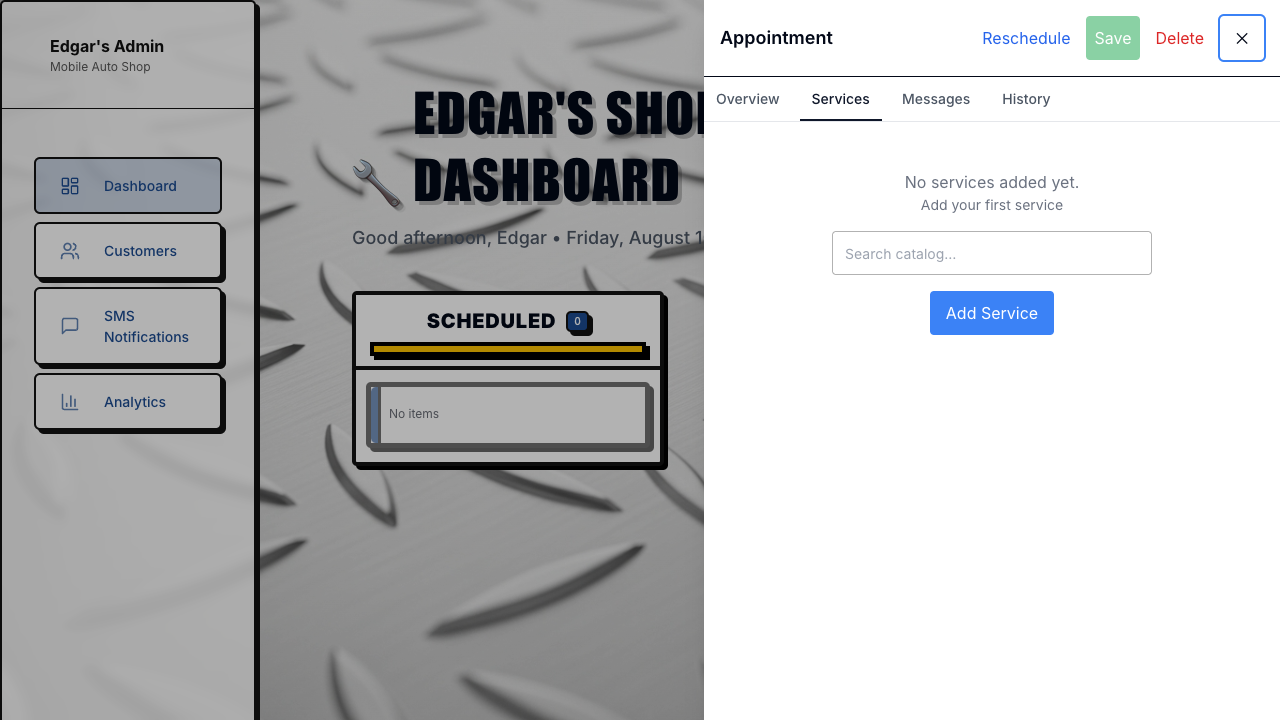 Edgar's Admin
Mobile Auto Shop
Dashboard
Customers
SMS
Notifications
Analytics
EDGAR'S SHO
DASHBOARD
Good afternoon, Edgar • Friday, August 1
SCHEDULED 0
No items
Appointment
Reschedule
Save
Delete
Overview
Services
Messages
History
No services added yet.
Add your first service
Search catalog...
Add Service